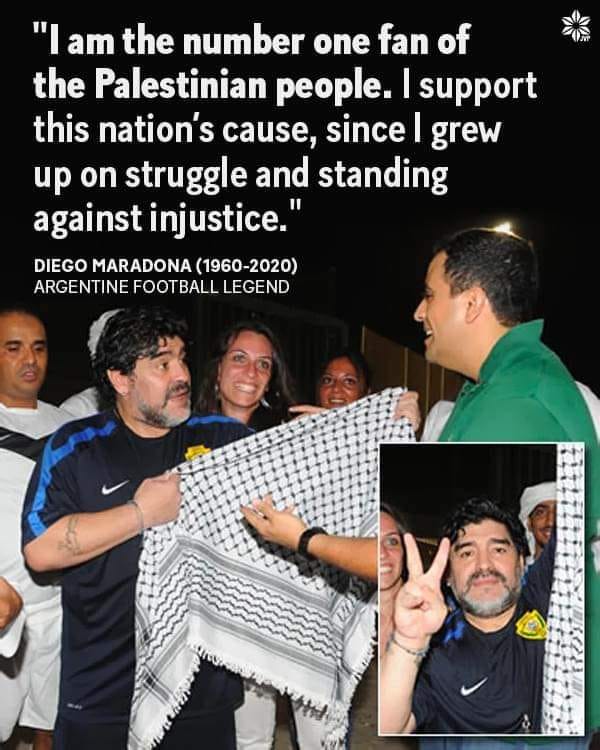 "I am the number one fan of
the Palestinian people. I support
this nation's cause, since I grew
up on struggle and standing
against injustice."
DIEGO MARADONA (1960-2020)
ARGENTINE FOOTBALL LEGEND
JVP